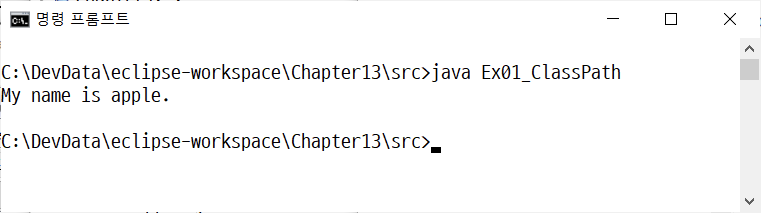 명령 프롬프트
C:\DevData\eclipse-workspace\Chapter13\src>java Ex01_ClassPath
My name is apple.
C:\DevData\eclipse-workspace\Chapter13\src>